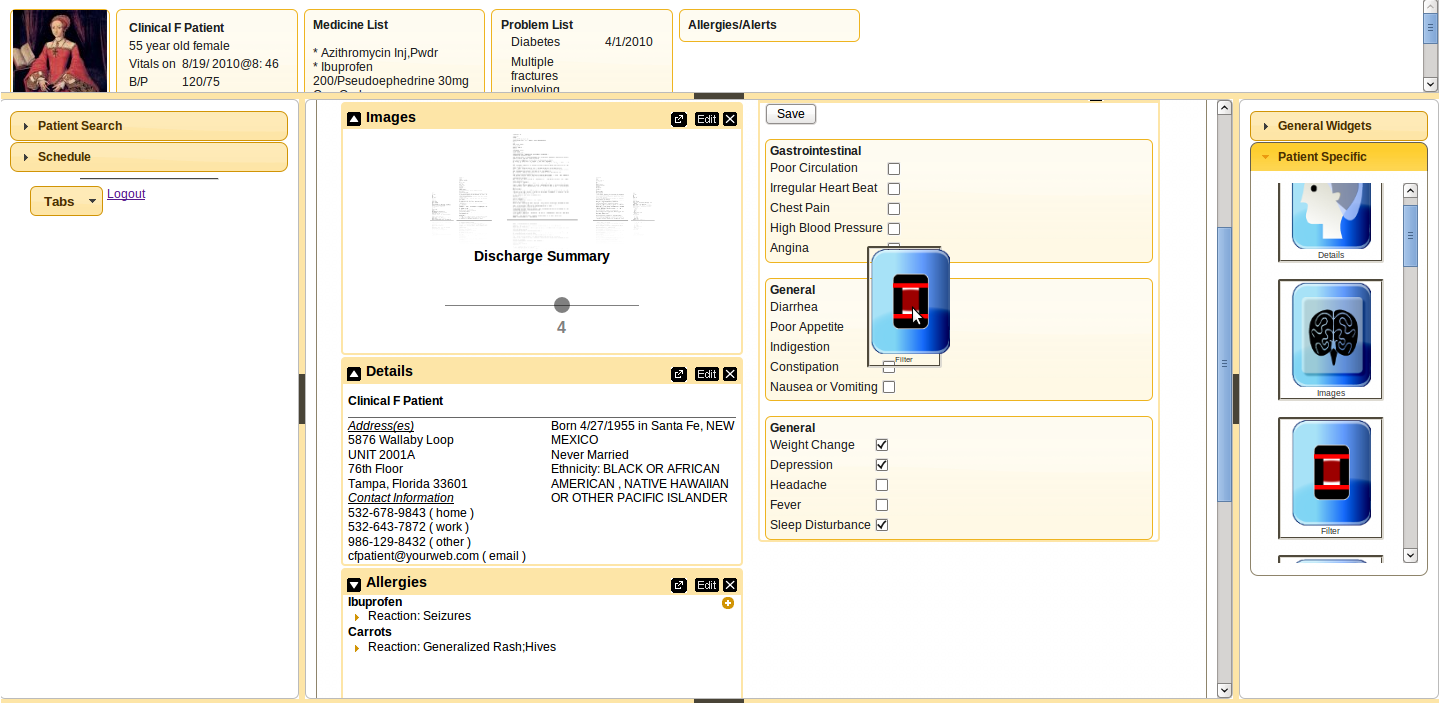 Clinical F Patient
55 year old female
Vitals on 8/19/ 2010@8: 46
B/P 120/75
Medicine List
* Azithromycin Inj,Pwdr
* Ibuprofen
200/Pseudoephedrine 30mg
Problem List
Diabetes 4/1/2010
Multiple
fractures
involving
Allergies/Alerts
Patient Search
Schedule
Tabs
Logout
Images
Edit
Discharge Summary
4
Details
Edit
Clinical F Patient
Address(es)
5876 Wallaby Loop
UNIT 2001A
76th Floor
Tampa, Florida 33601
Contact Information
532-678-9843 ( home )
532-643-7872 ( work )
986-129-8432 ( other )
cfpatient@yourweb.com ( email )
Born 4/27/1955 in Santa Fe, NEW
MEXICO
Never Married
Ethnicity: BLACK OR AFRICAN
AMERICAN , NATIVE HAWAIIAN
OR OTHER PACIFIC ISLANDER
Allergies
Edit
Ibuprofen
Reaction: Seizures
Carrots
Reaction: Generalized Rash;Hives
Save
Gastrointestinal
Poor Circulation
Irregular Heart Beat
Chest Pain
High Blood Pressure
Angina
General
Diarrhea
Poor Appetite
Indigestion
Constipation
Nausea or Vomiting
Filter
General
Weight Change
Depression
Headache
Fever
Sleep Disturbance
General Widgets
Patient Specific
Details
Images
Filter